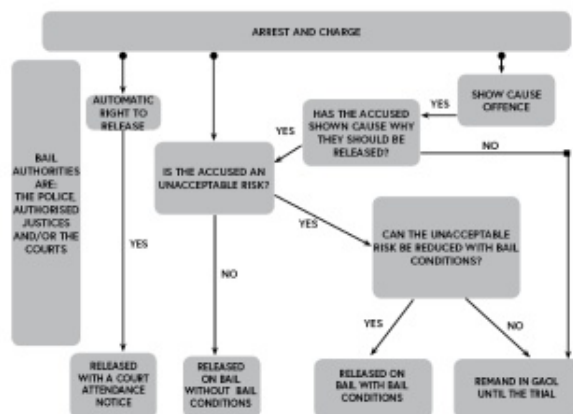 ARREST AND CHARGE
BAIL
AUTHORITIES
ARE:
THE POLICE,
AUTHORISED
JUSTICES
AND/OR THE
COURTS
AUTOMATIC
RIGHT TO
RELEASE
SHOW CAUSE
OFFENCE
YES
HAS THE ACCUSED
SHOWN CAUSE WHY
THEY SHOULD BE
RELEASED?
YES
NO
IS THE ACCUSED AN
UNACCEPTABLE RISK?
YES
CAN THE UNACCEPTABLE
RISK BE REDUCED WITH BAIL
CONDITIONS?
YES
NO
YES
NO
RELEASED
WITH A COURT
ATTENDANCE
NOTICE
RELEASED
ON BAIL
WITHOUT BAIL
CONDITIONS
RELEASED ON
BAIL WITH BAIL
CONDITIONS
REMAND IN GAOL
UNTIL THE TRIAL